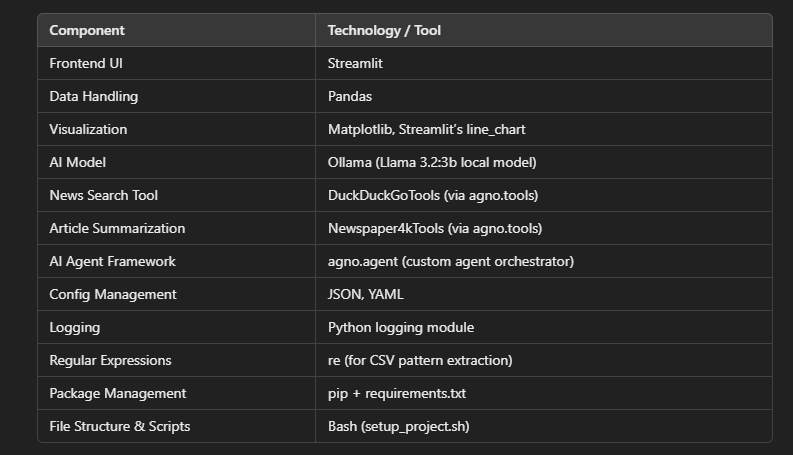 Component Technology / Tool
Frontend UI Streamlit
Data Handling Pandas
Visualization Matplotlib, Streamlit’s line_chart
AI Model Ollama (Llama 3.2:3b local model)
News Search Tool DuckDuckGoTools (via agno.tools)
Article Summarization Newspaper4kTools (via agno.tools)
AI Agent Framework agno.agent (custom agent orchestrator)
Config Management JSON, YAML
Logging Python logging module
Regular Expressions re (for CSV pattern extraction)
Package Management pip + requirements.txt
File Structure & Scripts Bash (setup_project.sh)